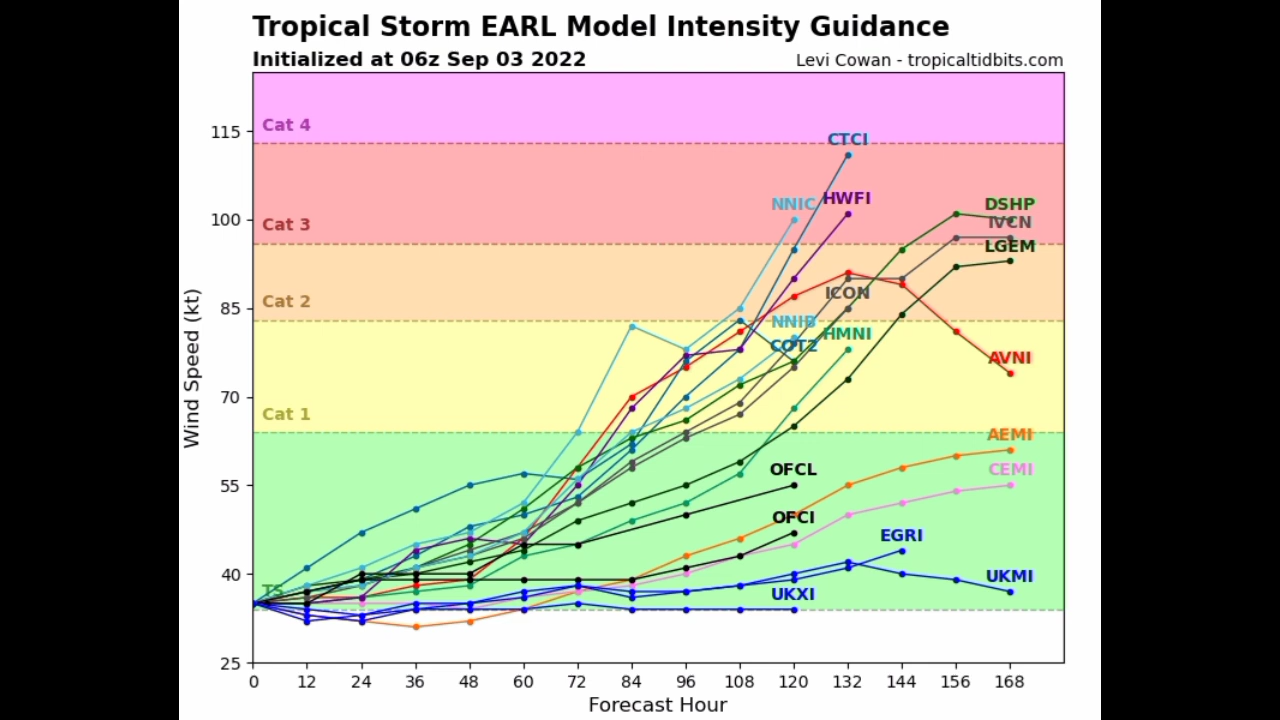 Tropical Storm EARL Model Intensity Guidance
Initialized at 06z Sep 03 2022
Levi Cowan - tropicaltidbits.com
Cat 4
115
CTCI
NNIC
HWFI
DSHP
100
Cat 3
IVCN
LGEM
Cat 2
ICON
85
NNIB
HMNI
COT2
AVNI
70
Cat 1
AEMI
OFCL
CEMI
55
OFCI
EGRI
40
TS
UKXI
UKMI
25
Wind Speed (kt)
0 12 24 36 48 60 72 84 96 108 120 132 144 156 168
Forecast Hour